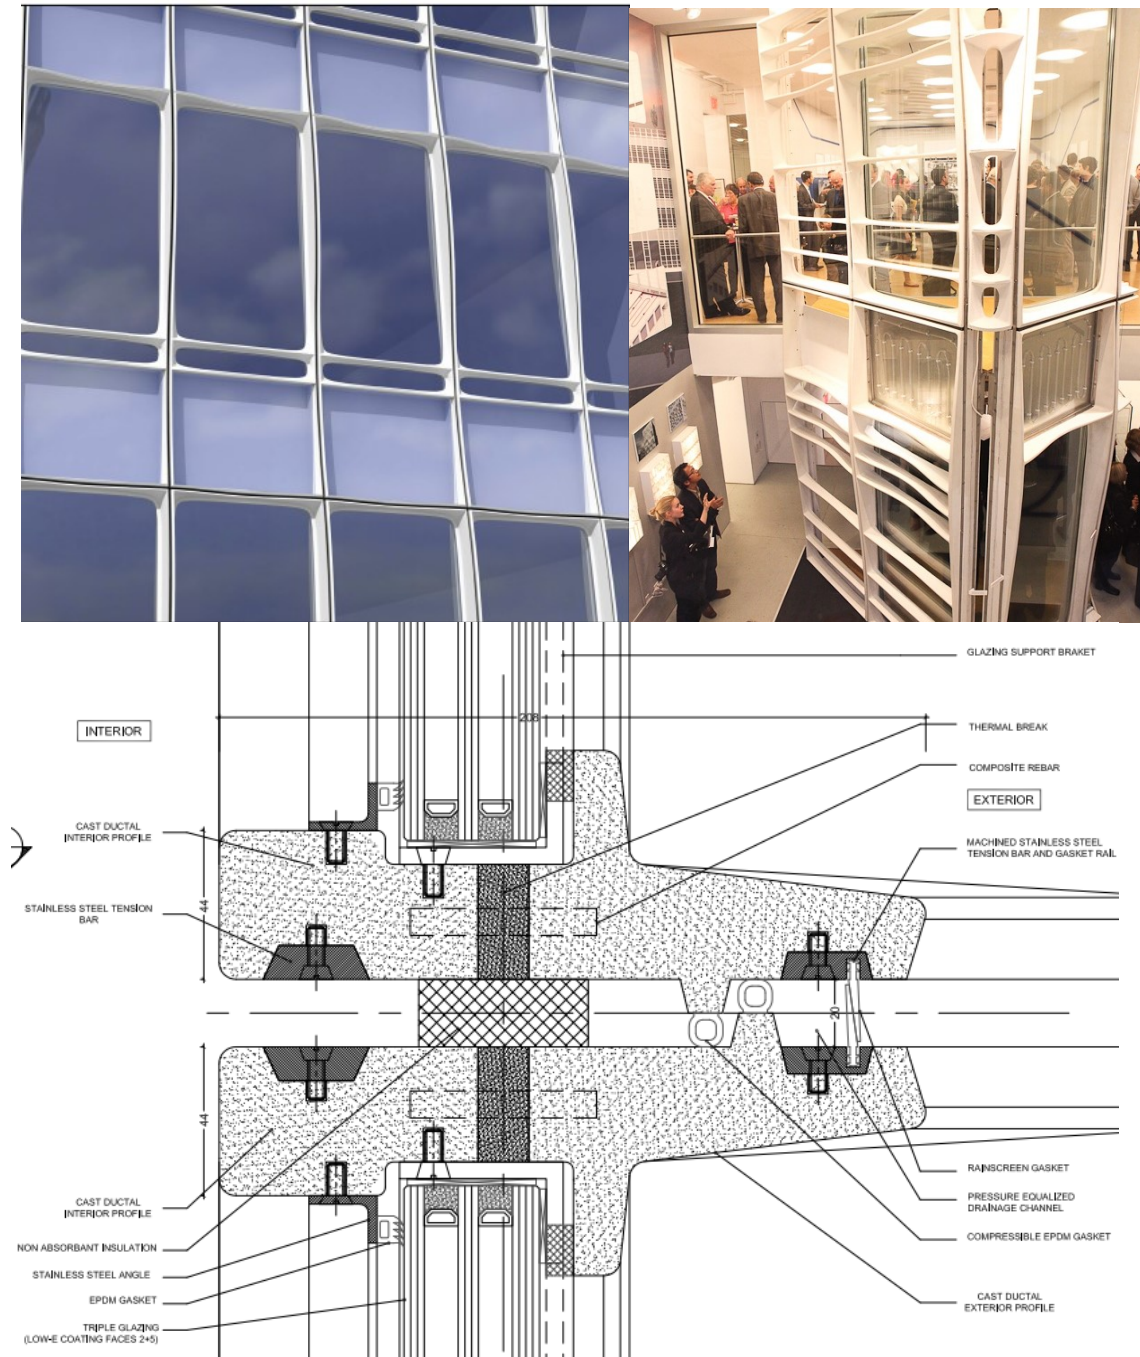 GLAZING SUPPORT BRAKET
208
INTERIOR
THERMAL BREAK
COMPOSITE REBAR
EXTERIOR
CAST DUCTAL
INTERIOR PROFILE
MACHINED STAINLESS STEEL
TENSION BAR AND GASKET RAIL
44
STAINLESS STEEL TENSION
BAR
20
44
RAINSCREEN GASKET
CAST DUCTAL
INTERIOR PROFILE
PRESSURE EQUALIZED
DRAINAGE CHANNEL
NON ABSORBANT INSULATION
COMPRESSIBLE EPDM GASKET
STAINLESS STEEL ANGLE
EPDM GASKET
CAST DUCTAL
EXTERIOR PROFILE
TRIPLE GLAZING
(LOW-E COATING FACES 2+5)